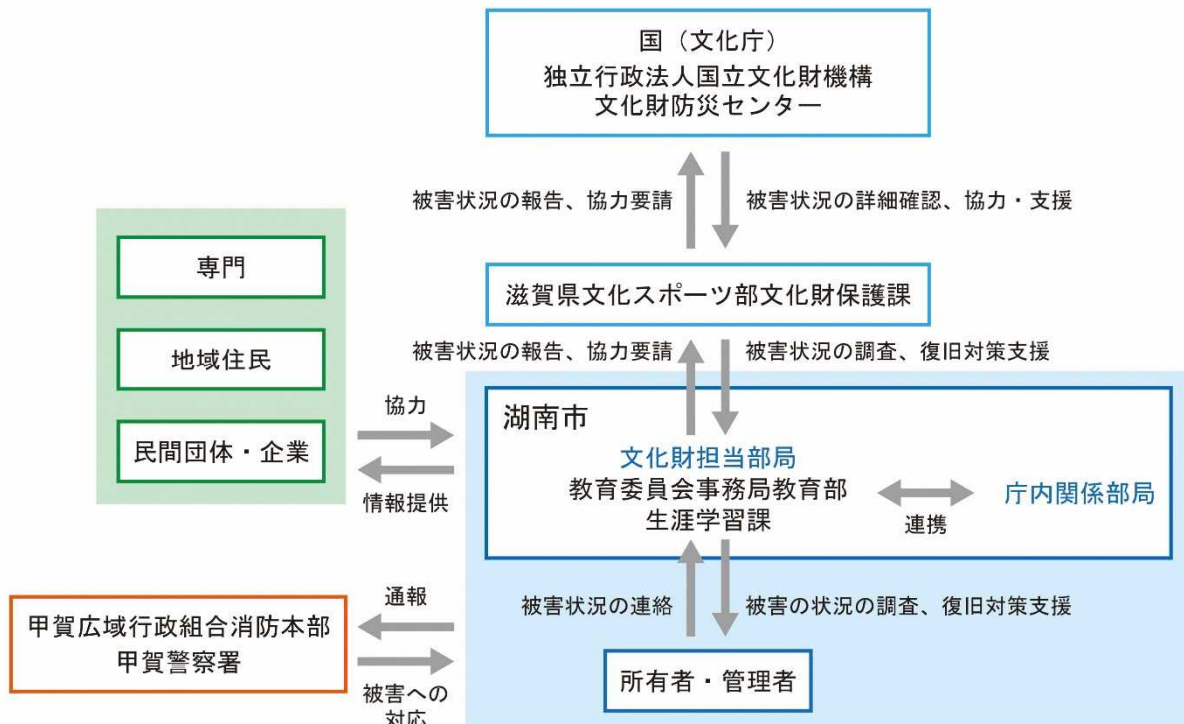 国（文化庁）
独立行政法人国立文化財機構
文化財防災センター
被害状況の報告、協力要請
被害状況の詳細確認、協力・支援
滋賀県文化スポーツ部文化財保護課
被害状況の報告、協力要請
被害状況の調査、復旧対策支援
専門
地域住民
民間団体・企業
協力
情報提供
湖南市
文化財担当部局
教育委員会事務局教育部
生涯学習課
連携
庁内関係部局
被害状況の連絡
被害の状況の調査、復旧対策支援
所有者・管理者
通報
甲賀広域行政組合消防本部
甲賀警察署
被害への
対応